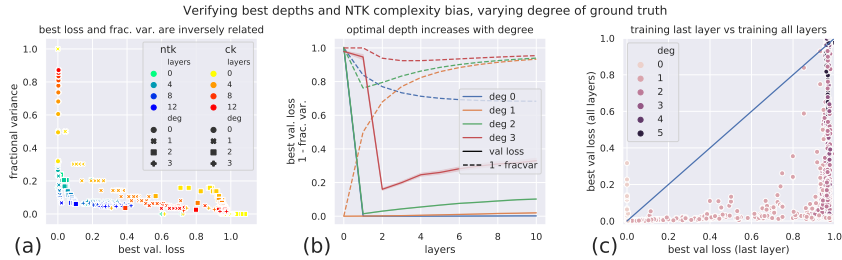 Verifying best depths and NTK complexity bias, varying degree of ground truth
best loss and frac. var. are inversely related
fractional variance
1.0
0.8
0.6
0.4
0.2
0.0
ntk ck
layers layers
0 0
4 4
8 8
12 12
deg deg
0 0
1 1
2 2
3 3
0.0 0.2 0.4 0.6 0.8 1.0
best val. loss
(a)
optimal depth increases with degree
best val. loss
1 - frac. var.
1.0
0.8
0.6
0.4
0.2
0.0
deg 0
deg 1
deg 2
deg 3
val loss
1 - fracvar
0 2 4 6 8 10
layers
(b)
training last layer vs training all layers
best val loss (all layers)
1.0
0.8
0.6
0.4
0.2
0.0
deg
0
1
2
3
4
5
0.0 0.2 0.4 0.6 0.8 1.0
best val loss (last layer)
(c)